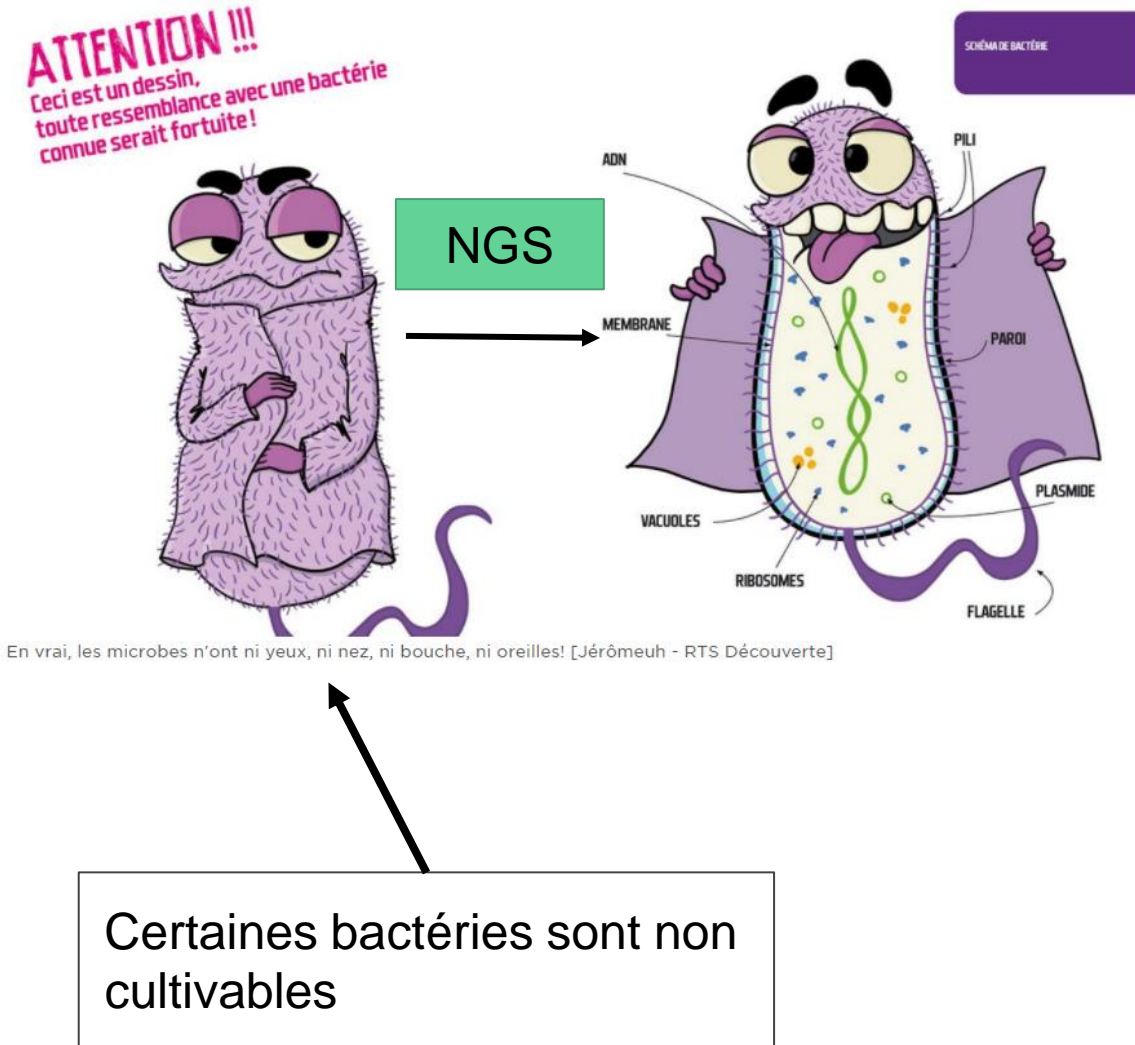 ATTENTION !!!
Ceci est un dessin,
toute ressemblance avec une bactérie
connue serait fortuite !
SCHÉMA DE BACTÉRIE
ADN
PILI
NGS
MEMBRANE
PAROI
PLASMIDE
VACUOLES
RIBOSOMES
FLAGELLE
En vrai, les microbes n'ont ni yeux, ni nez, ni bouche, ni oreilles! [Jérômeuh - RTS Découverte]
Certaines bactéries sont non
cultivables